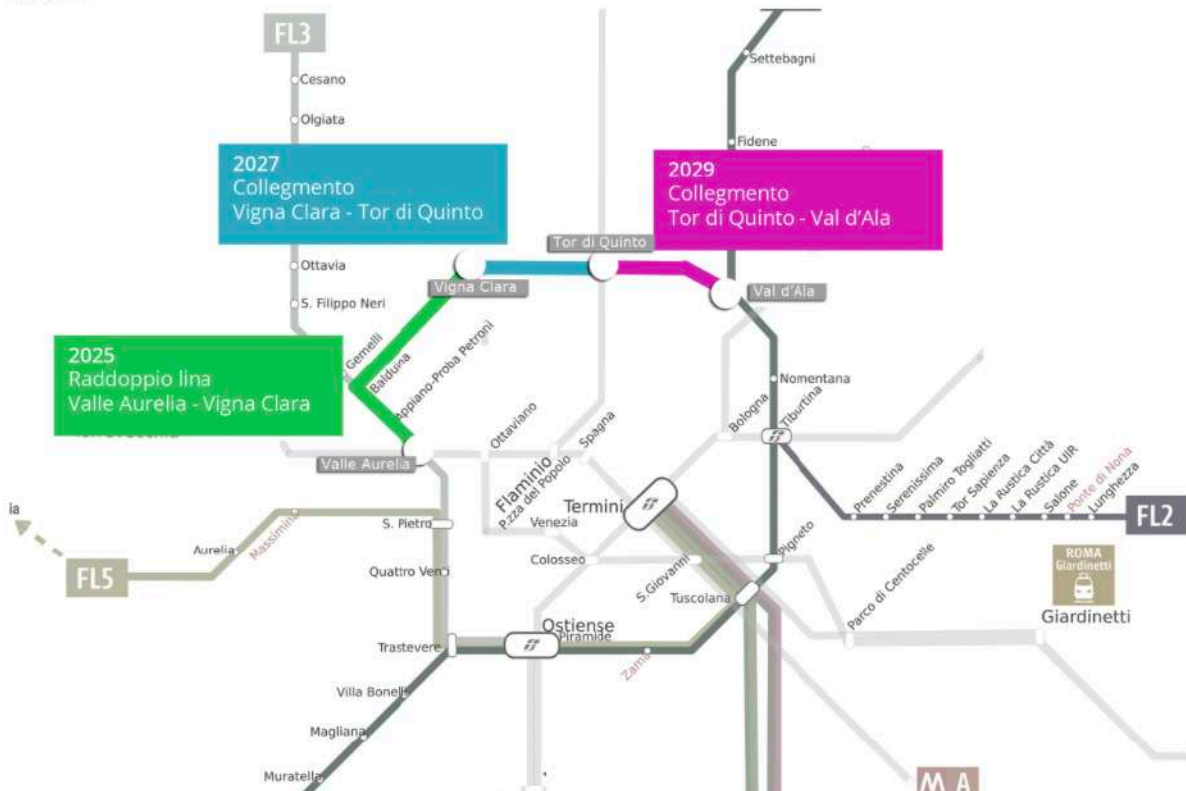 FL3
Cesano
Olgiata
Settebagni
Fidene
2027
Collegmento
Vigna Clara - Tor di Quinto
2029
Collegmento
Tor di Quinto - Val d'Ala
Ottavia
S. Filippo Neri
Tor di Quinto
Vigna Clara
Val d'Ala
2025
Raddoppio lina
Valle Aurelia - Vigna Clara
Gemelli
Balduina
Appiano-Proba Petroni
Valle Aurelia
Nomentana
Ottaviano
Spagna
Bologna
Tiburtina
Flaminio
P.zza del Popolo
Termini
Venezia
Colosseo
S.Giovanni
Pigneto
Tuscolana
Prenestina
Serenissima
Palmiro Togliatti
Tor Sapienza
La Rustica Città
La Rustica UIR
Salone
Ponte di Nona
Lunghezza
FL2
ia
FL5
Aurelia
Massimina
S. Pietro
Quattro Venti
Trastevere
Ostiense
Piramide
Zama
Parco di Centocelle
ROMA
Giardinetti
Giardinetti
Villa Bonelli
Magliana
Muratella
M A